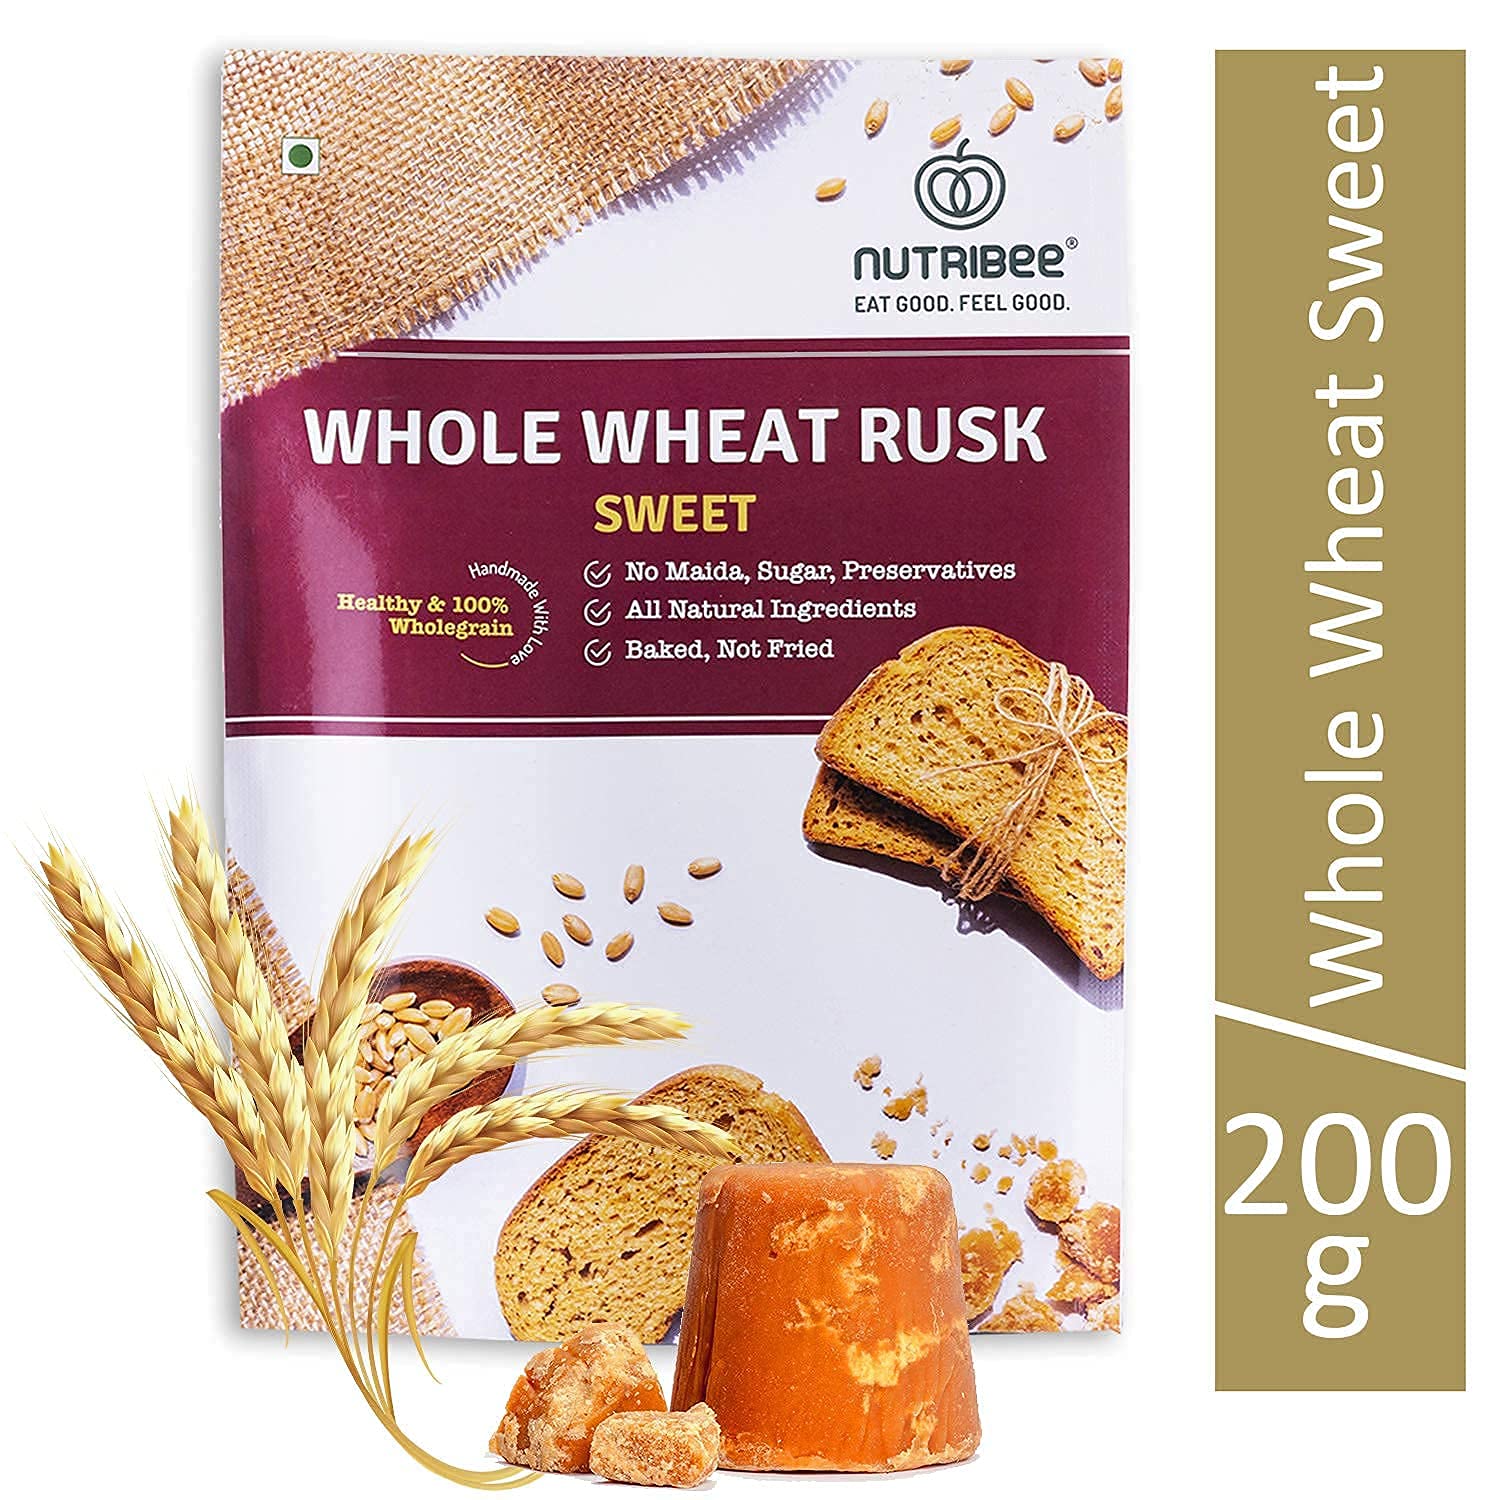 NUTRIBEE®
EAT GOOD. FEEL GOOD.
WHOLE WHEAT RUSK
SWEET
Healthy & 100%
Wholegrain
Handmade With Love
No Maida, Sugar, Preservatives
All Natural Ingredients
Baked, Not Fried
Whole Wheat Sweet
200
g